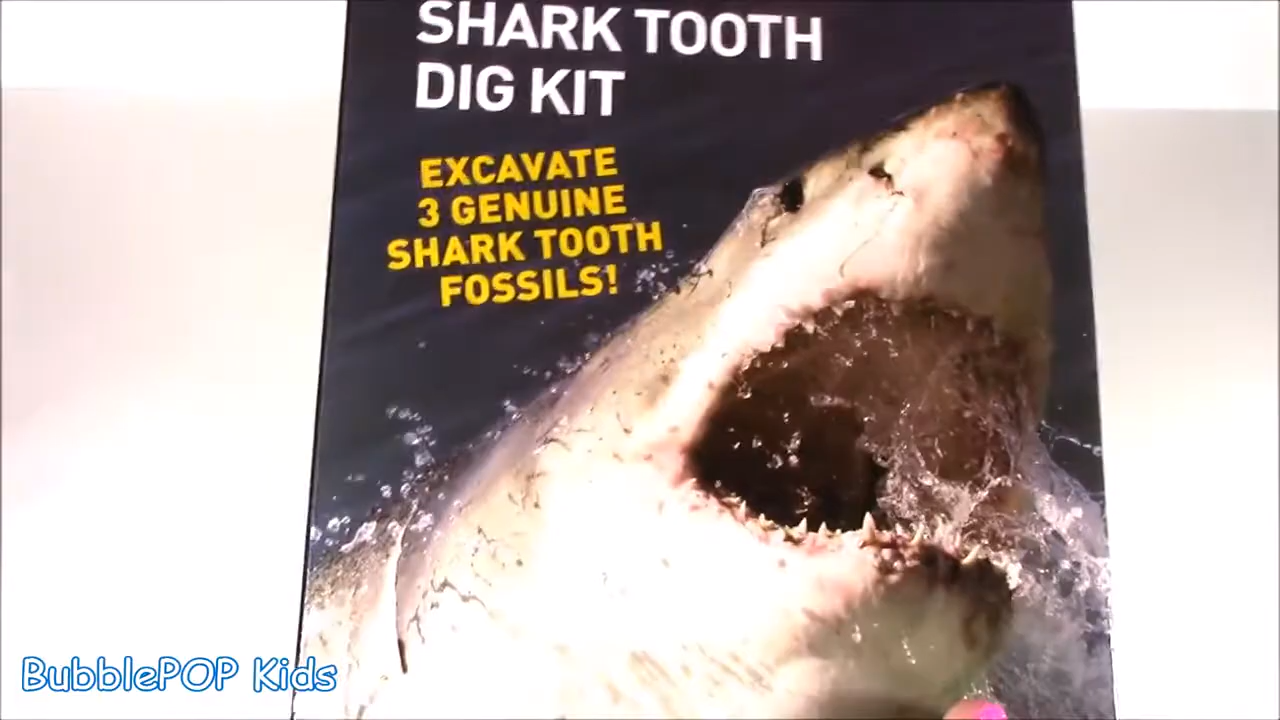 SHARK TOOTH
DIG KIT
EXCAVATE
3 GENUINE
SHARK TOOTH
FOSSILS!
BubblePOP Kids